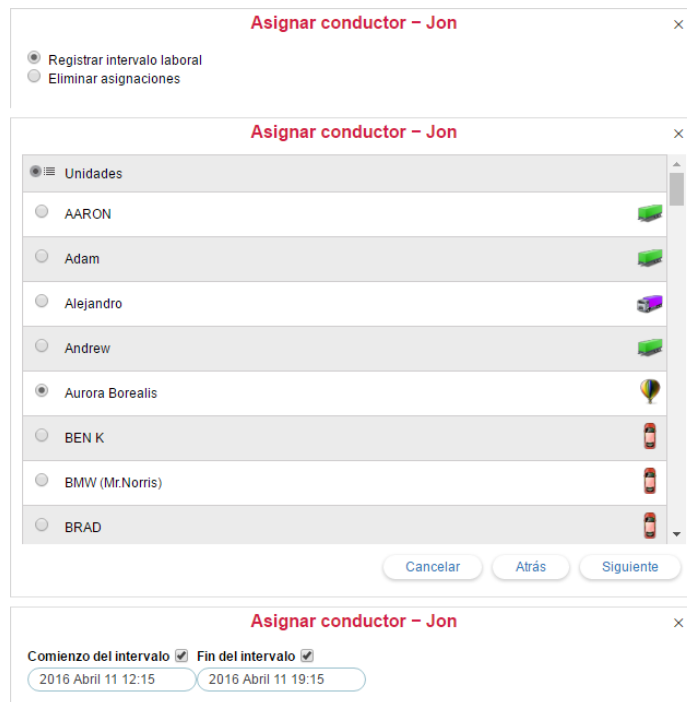 Asignar conductor – Jon
Registrar intervalo laboral
Eliminar asignaciones
Asignar conductor – Jon
Unidades
AARON
Adam
Alejandro
Andrew
Aurora Borealis
BEN K
BMW (Mr.Norris)
BRAD
Cancelar Atrás Siguiente
Asignar conductor – Jon
Comienzo del intervalo Fin del intervalo
2016 Abril 11 12:15 2016 Abril 11 19:15